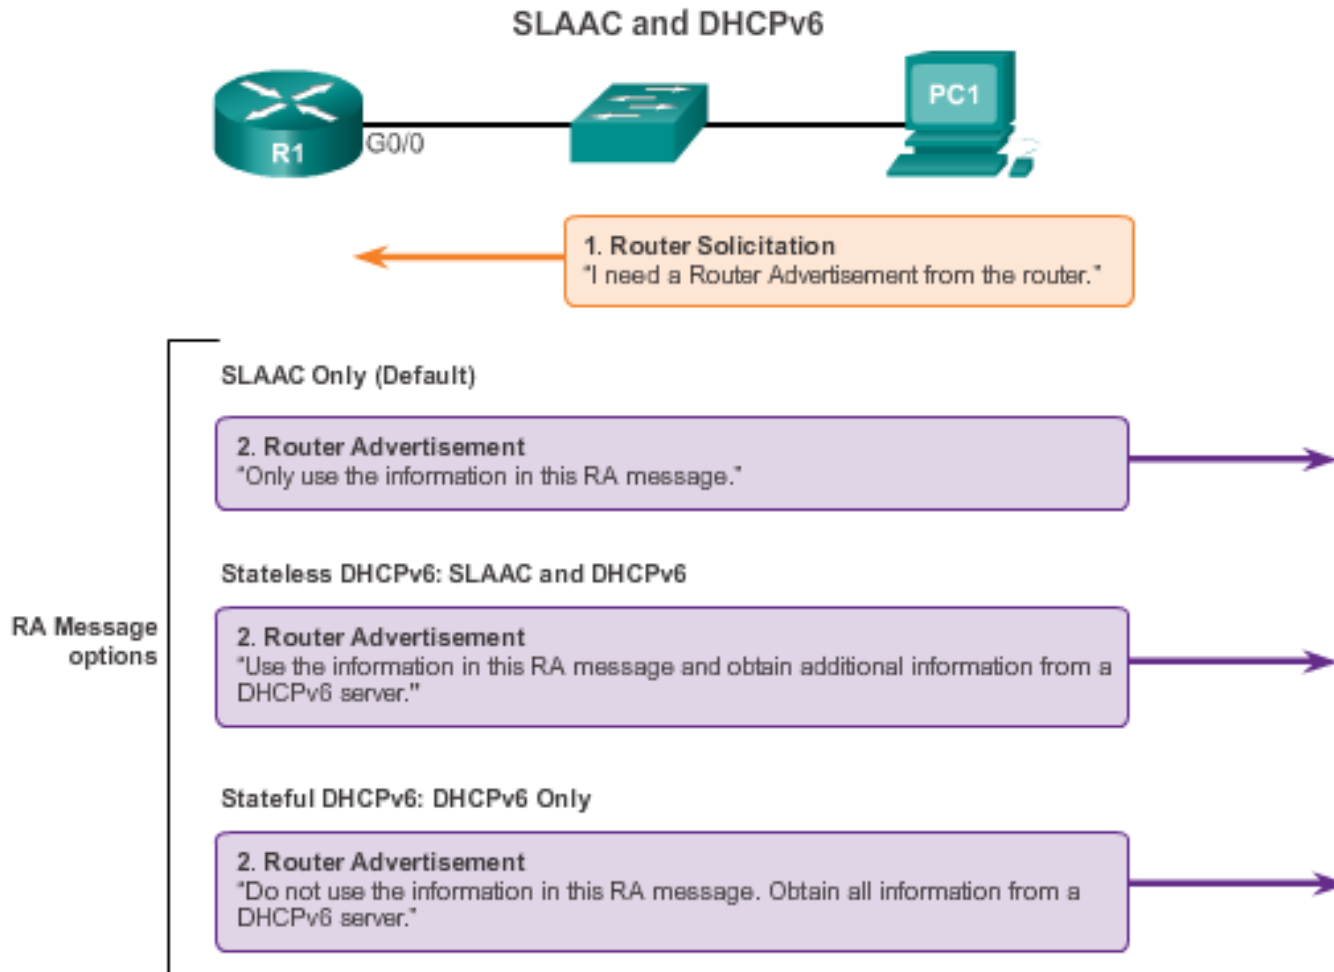 SLAAC and DHCPv6
PC1
R1
G0/0
1. Router Solicitation
"I need a Router Advertisement from the router."
SLAAC Only (Default)
2. Router Advertisement
"Only use the information in this RA message."
Stateless DHCPv6: SLAAC and DHCPv6
RA Message
options
2. Router Advertisement
"Use the information in this RA message and obtain additional information from a
DHCPv6 server."
Stateful DHCPv6: DHCPv6 Only
2. Router Advertisement
"Do not use the information in this RA message. Obtain all information from a
DHCPv6 server."